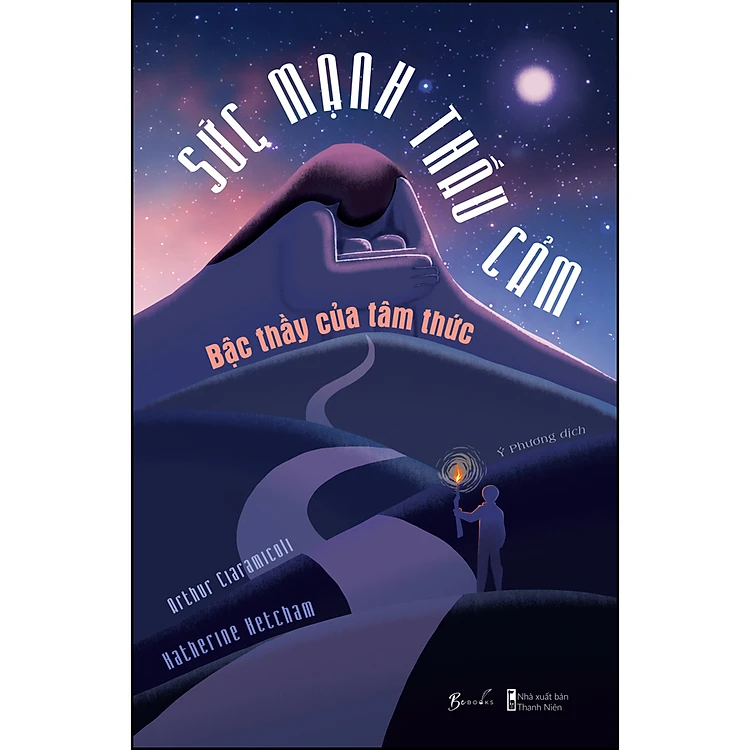 SỨC MẠNH THẤU CẢM
Bậc thầy của tâm thức
Ý Phương dịch
Arthur Ciaramicoli
Katherine Ketcham
BeBOOKS
Nhà xuất bản
Thanh Niên